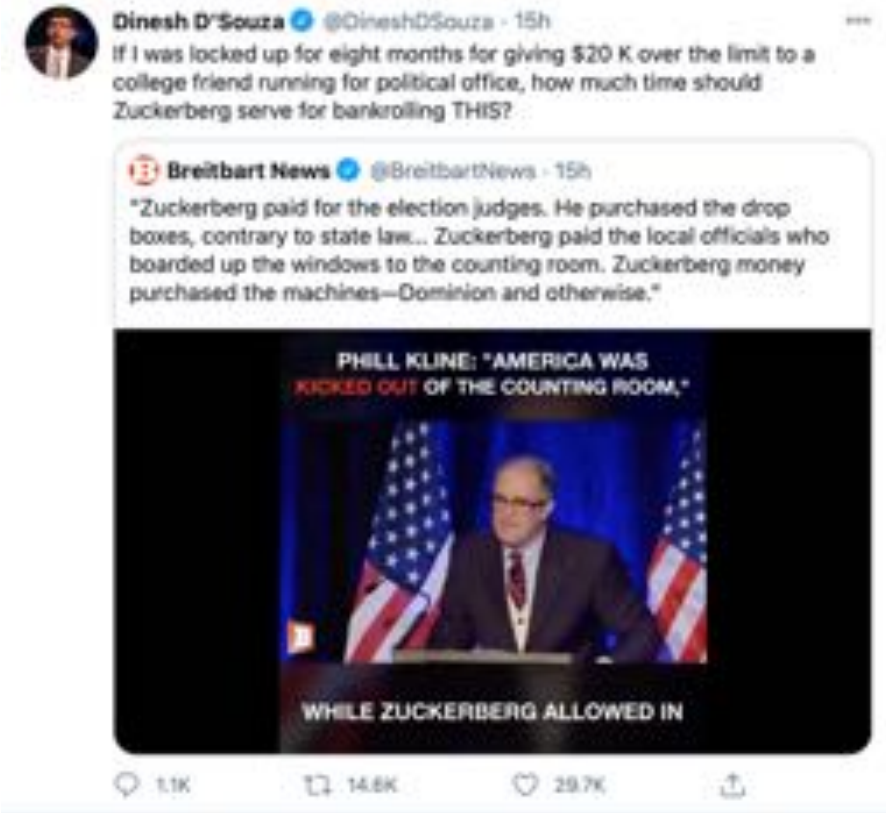 Dinesh D'Souza @DineshDSouza · 15h
If I was locked up for eight months for giving $20 K over the limit to a
college friend running for political office, how much time should
Zuckerberg serve for bankrolling THIS?
Breitbart News @BreitbartNews · 15h
"Zuckerberg paid for the election judges. He purchased the drop
boxes, contrary to state law... Zuckerberg paid the local officials who
boarded up the windows to the counting room. Zuckerberg money
purchased the machines—Dominion and otherwise."
PHILL KLINE: "AMERICA WAS
KICKED OUT OF THE COUNTING ROOM,"
WHILE ZUCKERBERG ALLOWED IN
1.1K 14.6K 29.7K